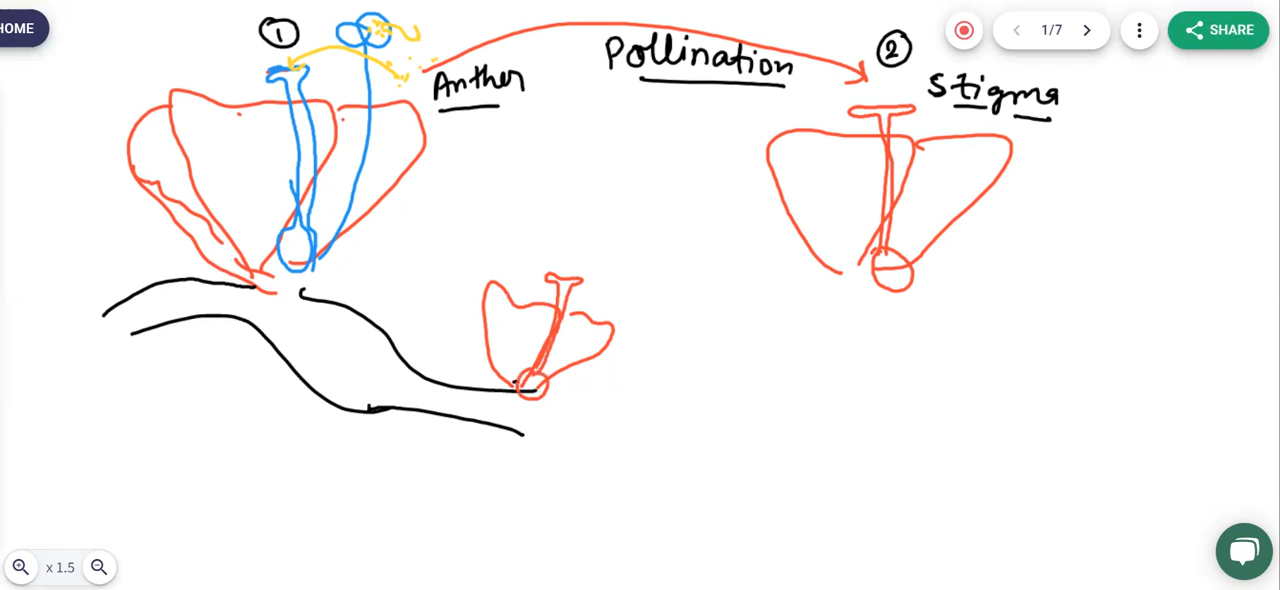 HOME
1
Pollination
2
1/7
SHARE
Anther
Stigma
x 1.5